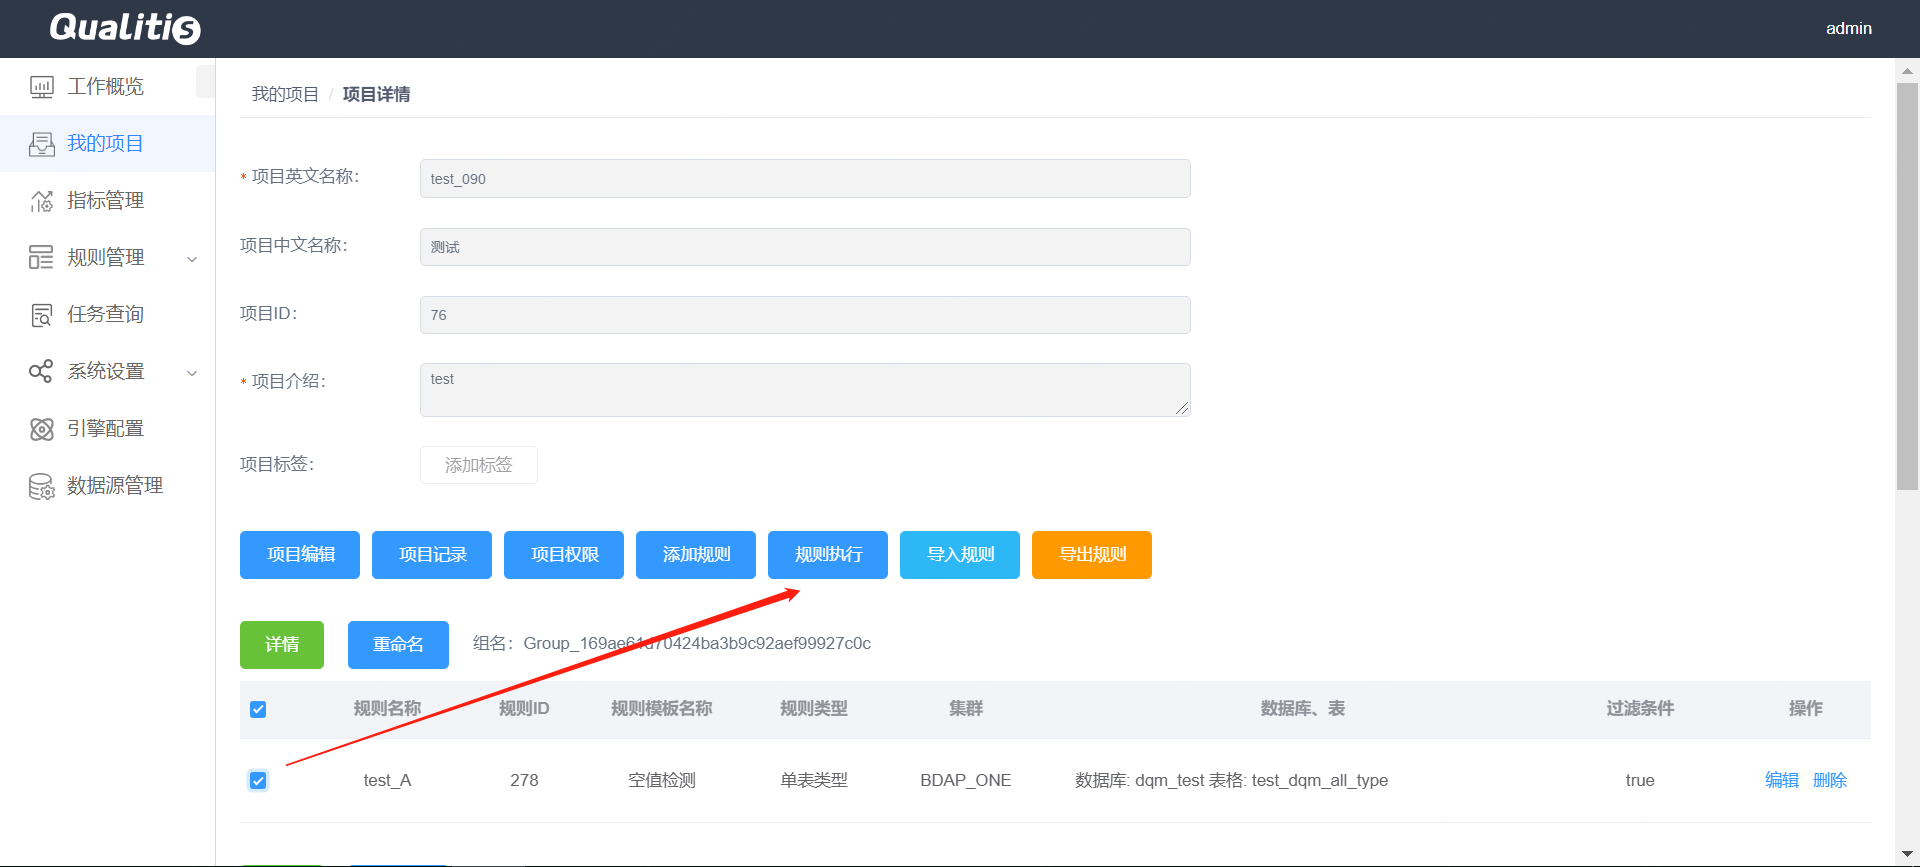 Qualitis
admin
工作概览
我的项目
指标管理
规则管理
任务查询
系统设置
引擎配置
数据源管理
我的项目 / 项目详情
* 项目英文名称: test_090
项目中文名称: 测试
项目ID: 76
* 项目介绍: test
项目标签: 添加标签
项目编辑 项目记录 项目权限 添加规则 规则执行 导入规则 导出规则
详情 重命名 组名: Group_169ae61d70424ba3b9c92aef99927c0c
规则名称 规则ID 规则模板名称 规则类型 集群 数据库、表 过滤条件 操作
test_A 278 空值检测 单表类型 BDAP_ONE 数据库: dqm_test 表格: test_dqm_all_type true 编辑 删除